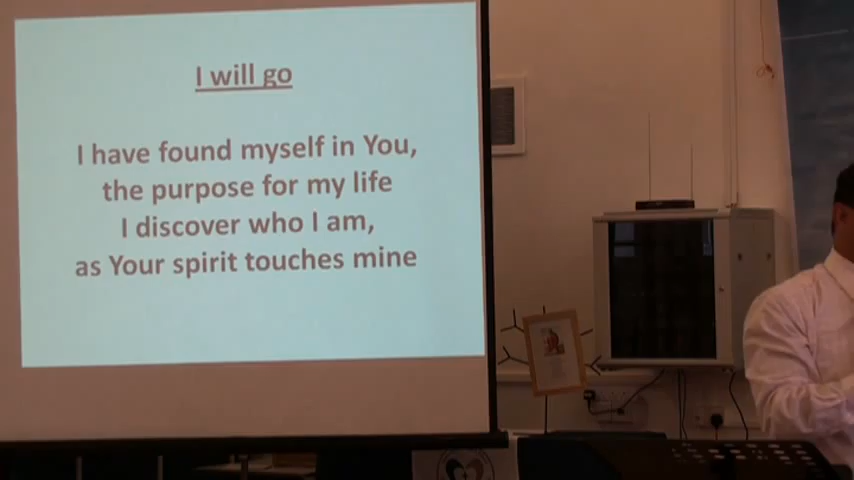 I will go
I have found myself in You,
the purpose for my life
I discover who I am,
as Your spirit touches mine